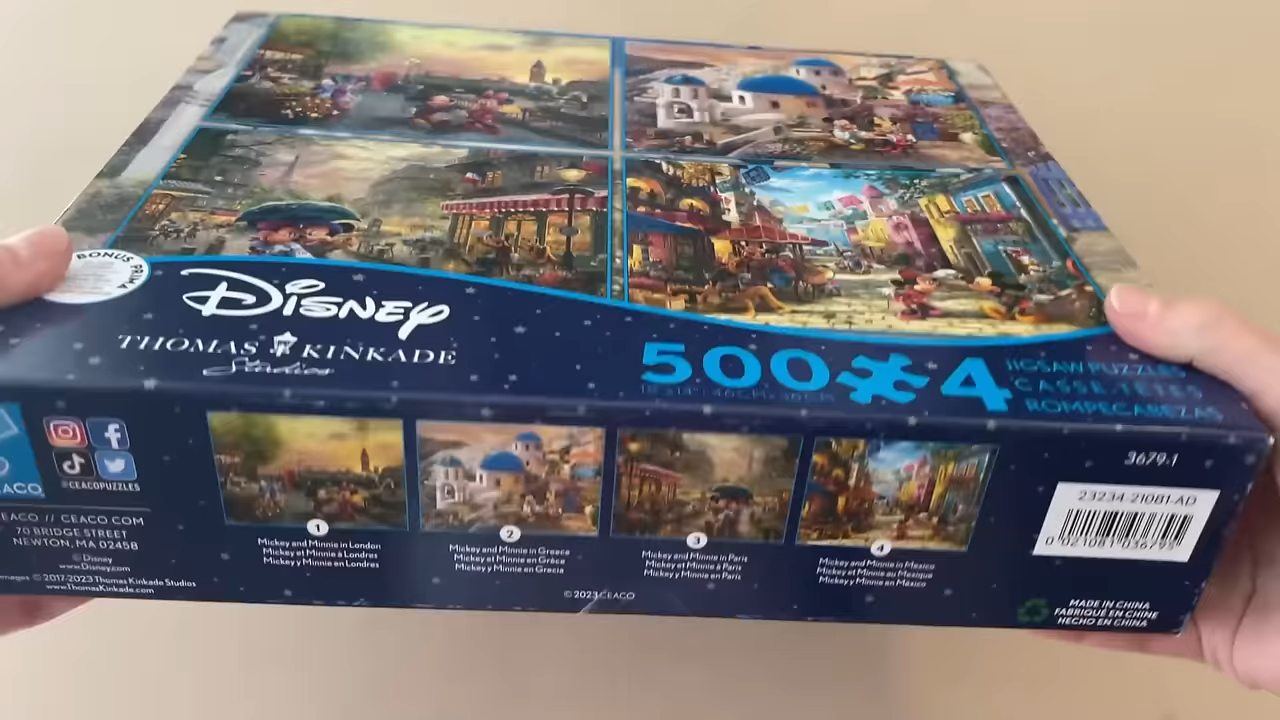 BONUS
DISNEY
THOMAS KINKADE
Studios
500 4
JIGSAW PUZZLES
CASSE-TÊTES
ROMPECABEZAS
@CEACOPUZZLES
CEACO // CEACO.COM
70 BRIDGE STREET
NEWTON, MA 02458
© Disney
www.Disney.com
© 2017-2023 Thomas Kinkade Studios
www.ThomasKinkade.com
1
Mickey and Minnie in London
Mickey et Minnie à Londres
Mickey y Minnie en Londres
2
Mickey and Minnie in Greece
Mickey et Minnie en Grèce
Mickey y Minnie en Grecia
3
Mickey and Minnie in Paris
Mickey et Minnie à Paris
Mickey y Minnie en París
4
Mickey and Minnie in Mexico
Mickey et Minnie au Mexique
Mickey y Minnie en México
© 2023 CEACO
3679-1
23234-21081-AD
MADE IN CHINA
FABRIQUÉ EN CHINE
HECHO EN CHINA